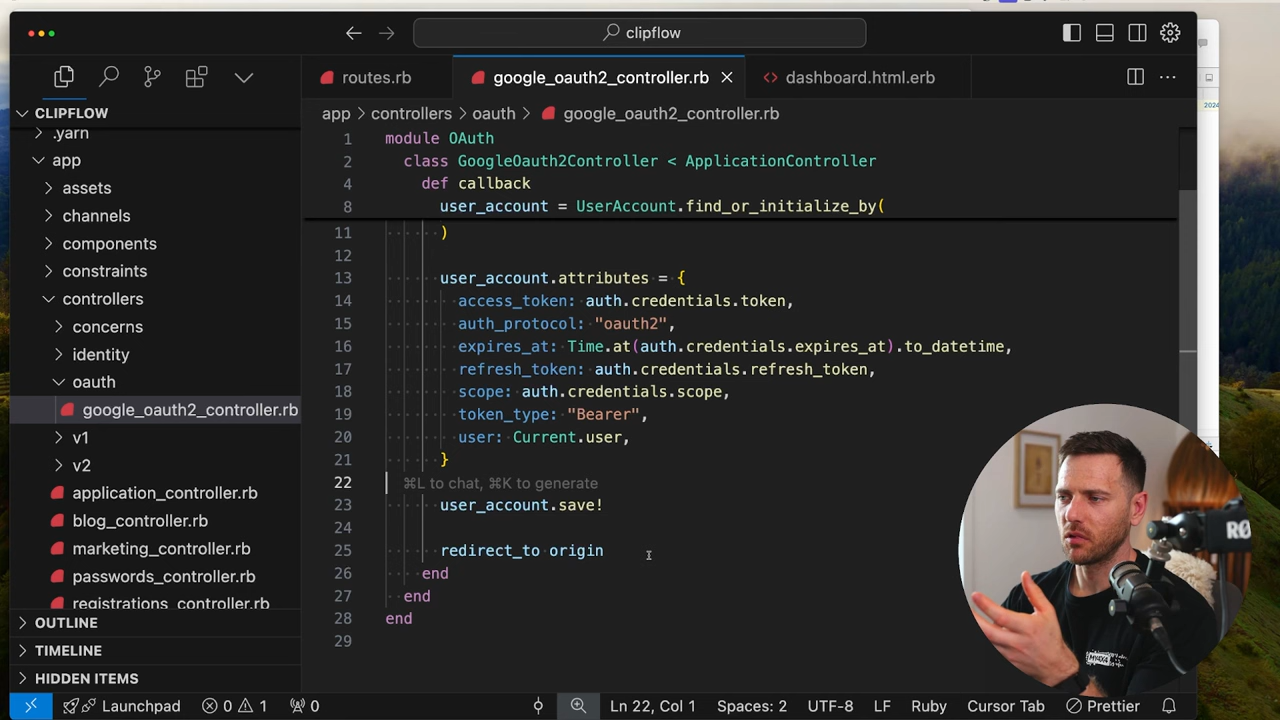 clipflow
routes.rb
google_oauth2_controller.rb
dashboard.html.erb
CLIPFLOW
.yarn
app
assets
channels
components
constraints
controllers
concerns
identity
oauth
google_oauth2_controller.rb
v1
v2
application_controller.rb
blog_controller.rb
marketing_controller.rb
passwords_controller.rb
registrations_controller.rb
OUTLINE
TIMELINE
HIDDEN ITEMS
app > controllers > oauth > google_oauth2_controller.rb
1 module OAuth
2 class GoogleOauth2Controller < ApplicationController
4 def callback
8 user_account = UserAccount.find_or_initialize_by(
11 )
12
13 user_account.attributes = {
14 access_token: auth.credentials.token,
15 auth_protocol: "oauth2",
16 expires_at: Time.at(auth.credentials.expires_at).to_datetime,
17 refresh_token: auth.credentials.refresh_token,
18 scope: auth.credentials.scope,
19 token_type: "Bearer",
20 user: Current.user,
21 }
22 ⌘L to chat, ⌘K to generate
23 user_account.save!
24
25 redirect_to origin
26 end
27 end
28 end
29
2024
RØ
Launchpad 0 1 0 Ln 22, Col 1 Spaces: 2 UTF-8 LF Ruby Cursor Tab Prettier